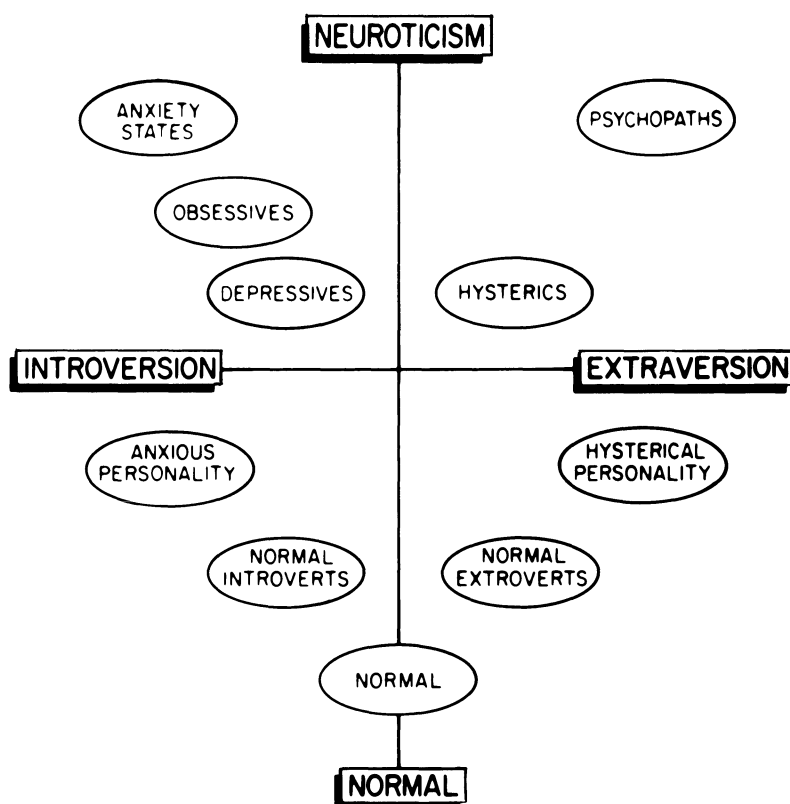 NEUROTICISM
ANXIETY
STATES
PSYCHOPATHS
OBSESSIVES
DEPRESSIVES
HYSTERICS
INTROVERSION
EXTRAVERSION
ANXIOUS
PERSONALITY
HYSTERICAL
PERSONALITY
NORMAL
INTROVERTS
NORMAL
EXTROVERTS
NORMAL
NORMAL